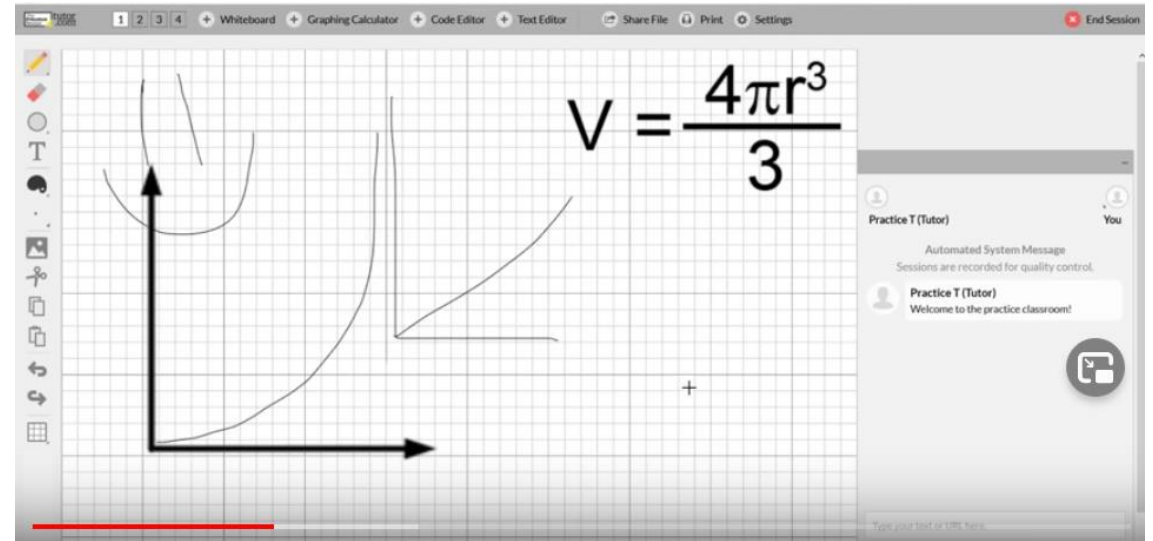 tutor.com
1 2 3 4 + Whiteboard + Graphing Calculator + Code Editor + Text Editor Share File Print Settings End Session
V = 4πr³
3
T
Practice T (Tutor) You
Automated System Message
Sessions are recorded for quality control.
Practice T (Tutor)
Welcome to the practice classroom!
Type your text or URL here.